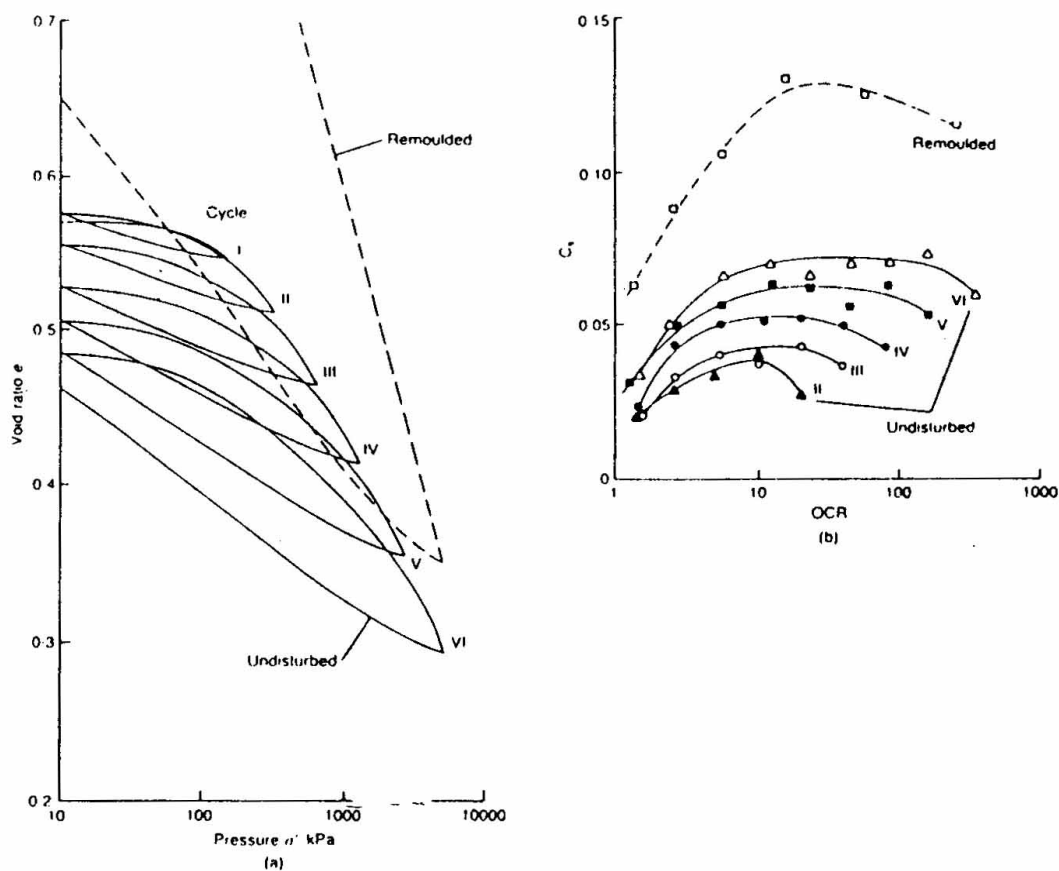 0·7
0·6
0·5
0·4
0·3
0·2
Void ratio e
10
100
1000
10000
Pressure σ' kPa
(a)
Remoulded
Cycle
I
II
III
IV
V
VI
Undisturbed
0.15
0.10
0.05
0
1
10
100
1000
OCR
(b)
Remoulded
VI
V
IV
III
II
Undisturbed